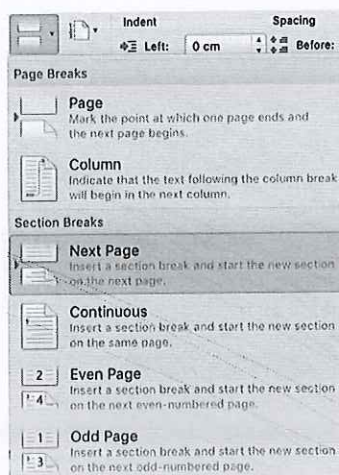 Indent Spacing
Left: 0 cm Before:
Page Breaks
Page
Mark the point at which one page ends and
the next page begins.
Column
Indicate that the text following the column break
will begin in the next column.
Section Breaks
Next Page
Insert a section break and start the new section
on the next page.
Continuous
Insert a section break and start the new section
on the same page.
2
4
Even Page
Insert a section break and start the new section
on the next even-numbered page.
1
3
Odd Page
Insert a section break and start the new section
on the next odd-numbered page.